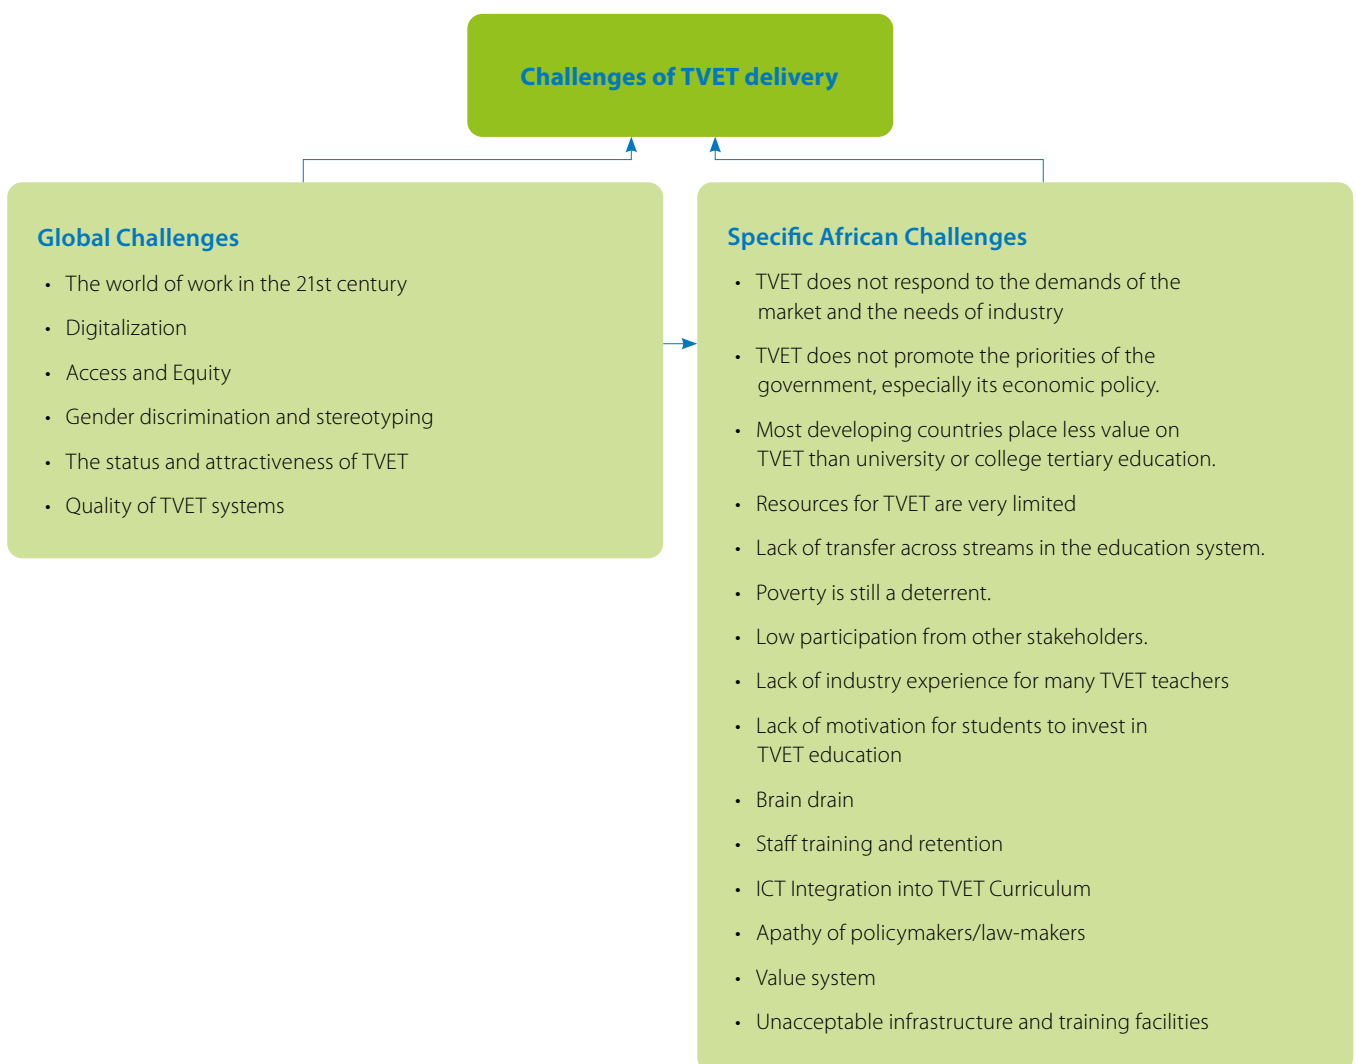 Challenges of TVET delivery
Global Challenges
• The world of work in the 21st century
• Digitalization
• Access and Equity
• Gender discrimination and stereotyping
• The status and attractiveness of TVET
• Quality of TVET systems
Specific African Challenges
• TVET does not respond to the demands of the
market and the needs of industry
• TVET does not promote the priorities of the
government, especially its economic policy.
• Most developing countries place less value on
TVET than university or college tertiary education.
• Resources for TVET are very limited
• Lack of transfer across streams in the education system.
• Poverty is still a deterrent.
• Low participation from other stakeholders.
• Lack of industry experience for many TVET teachers
• Lack of motivation for students to invest in
TVET education
• Brain drain
• Staff training and retention
• ICT Integration into TVET Curriculum
• Apathy of policymakers/law-makers
• Value system
• Unacceptable infrastructure and training facilities